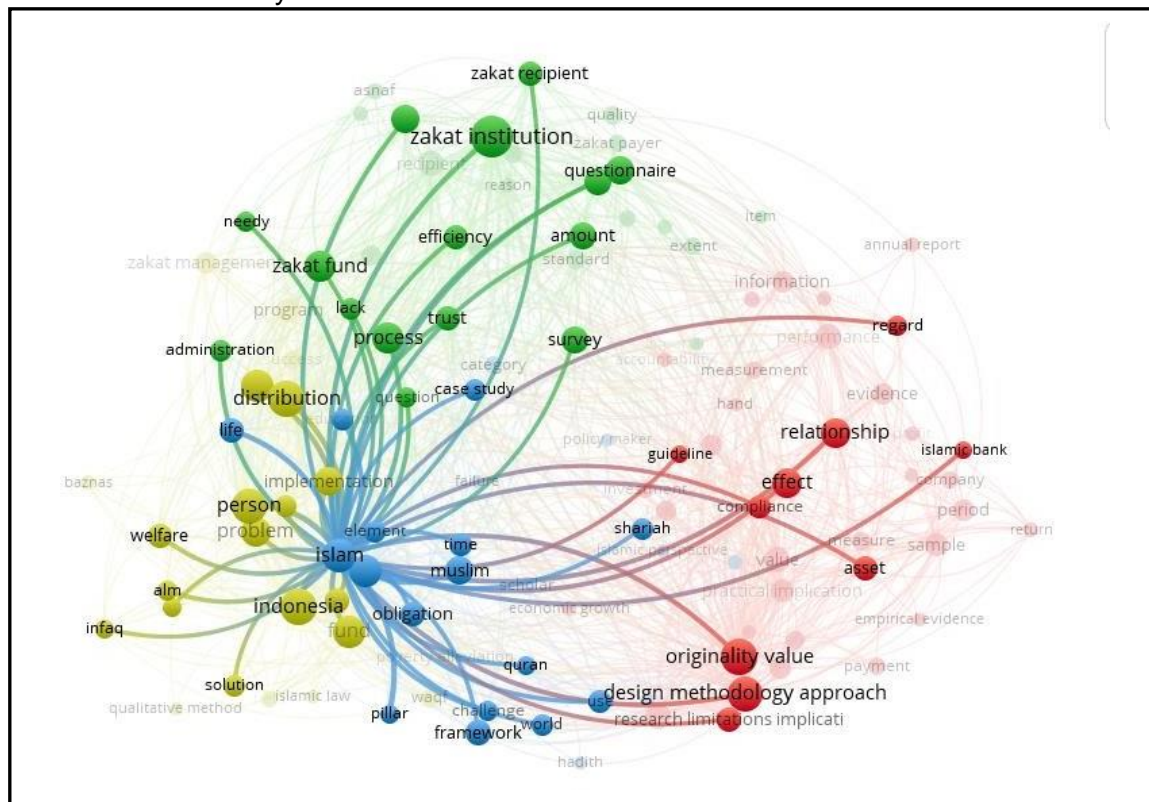 zakat recipient
asnaf
quality
zakat institution
zakat payer
recipient
questionnaire
reason
needy
item
efficiency
amount
extent
annual report
standard
zakat management
zakat fund
information
lack
program
trust
regard
process
survey
performance
administration
category
accountability
measurement
case study
evidence
distribution
question
hand
life
relationship
policy maker
guideline
islamic bank
baznas
implementation
failure
investment
effect
company
person
compliance
period
problem
element
shariah
return
welfare
islam
time
islamic perspective
measure
sample
muslim
value
asset
alm
scholar
practical implication
indonesia
obligation
economic growth
infaq
fund
empirical evidence
poverty alleviation
originality value
quran
payment
solution
islamic law
waqf
use
design methodology approach
qualitative method
pillar
challenge
world
research limitations implicati
framework
hadith